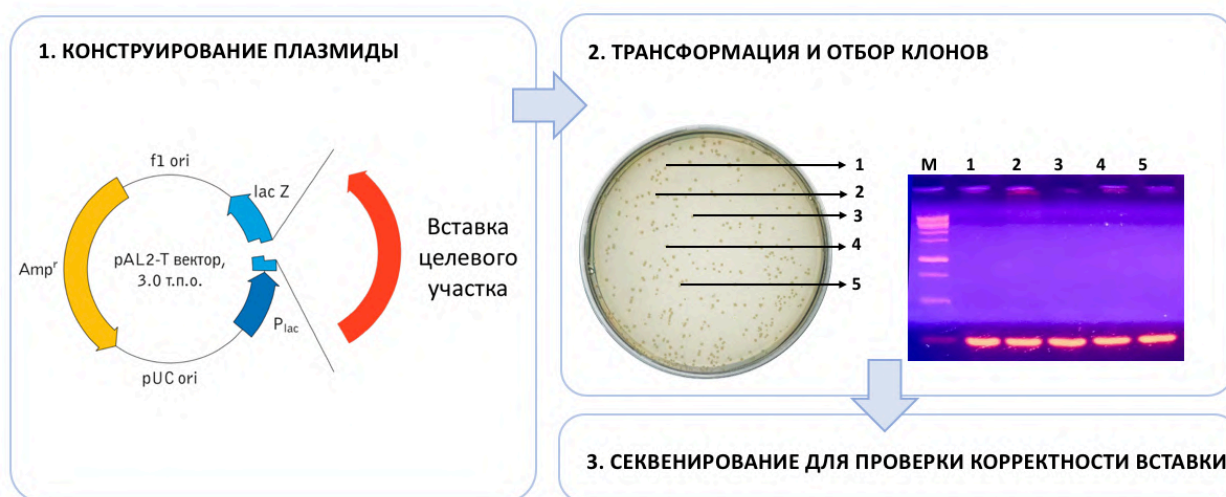 1. КОНСТРУИРОВАНИЕ ПЛАЗМИДЫ
f1 ori
lac Z
Amp^r
pAL2-T вектор,
3.0 т.п.о.
P_lac
pUC ori
Вставка
целевого
участка
2. ТРАНСФОРМАЦИЯ И ОТБОР КЛОНОВ
1
2
3
4
5
M 1 2 3 4 5
3. СЕКВЕНИРОВАНИЕ ДЛЯ ПРОВЕРКИ КОРРЕКТНОСТИ ВСТАВКИ